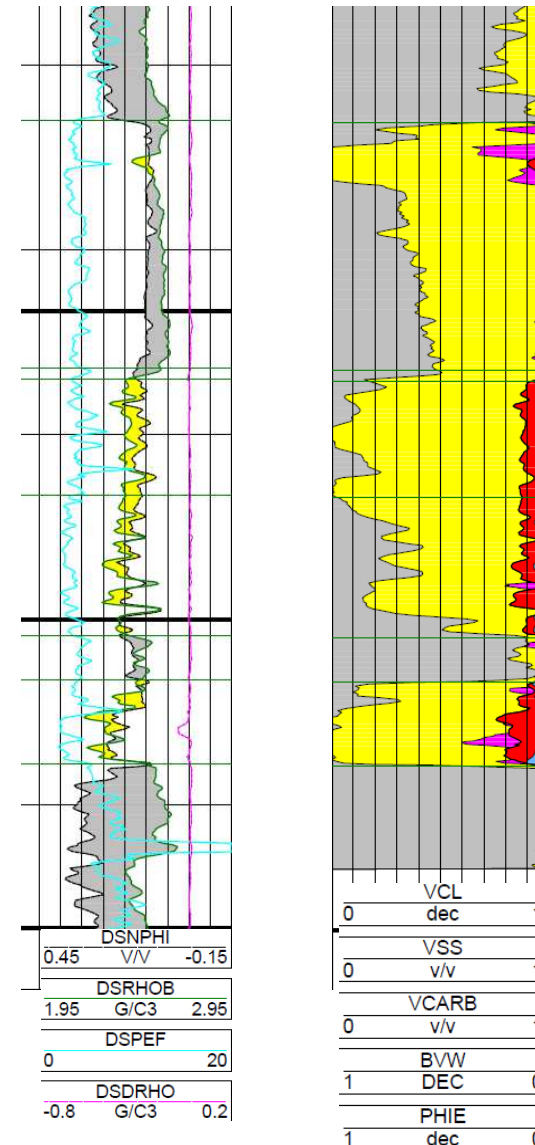 DSNPHI
0.45 V/V -0.15
DSRHOB
1.95 G/C3 2.95
DSPEF
0 20
DSDRHO
-0.8 G/C3 0.2
VCL
0 dec
VSS
0 v/v
VCARB
0 v/v
BVW
1 DEC
PHIE
1 dec